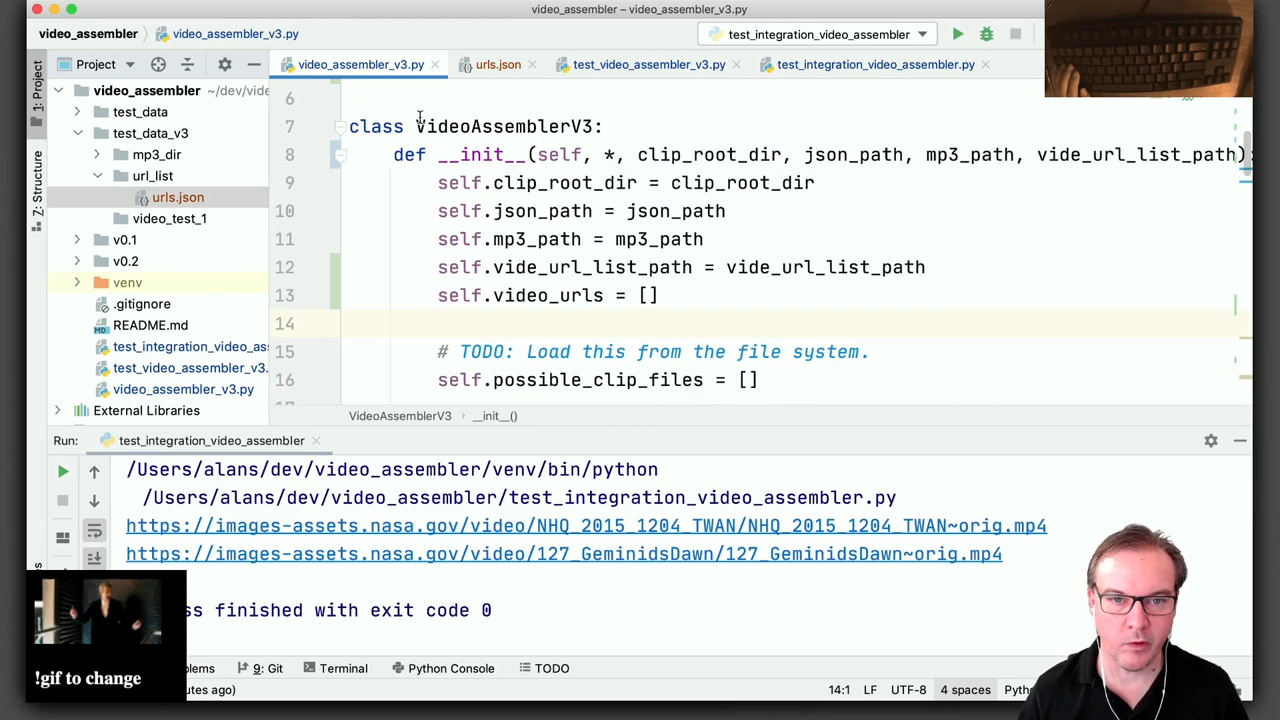 video_assembler – video_assembler_v3.py
video_assembler
video_assembler_v3.py
test_integration_video_assembler
1: Project
Project
video_assembler_v3.py
urls.json
test_video_assembler_v3.py
test_integration_video_assembler.py
video_assembler ~/dev/vide
test_data
test_data_v3
mp3_dir
url_list
urls.json
video_test_1
v0.1
v0.2
venv
.gitignore
README.md
test_integration_video_as
test_video_assembler_v3.
video_assembler_v3.py
External Libraries
Z: Structure
6
7 class VideoAssemblerV3:
8 def __init__(self, *, clip_root_dir, json_path, mp3_path, vide_url_list_path)
9 self.clip_root_dir = clip_root_dir
10 self.json_path = json_path
11 self.mp3_path = mp3_path
12 self.vide_url_list_path = vide_url_list_path
13 self.video_urls = []
14
15 # TODO: Load this from the file system.
16 self.possible_clip_files = []
VideoAssemblerV3 › __init__()
Run: test_integration_video_assembler
/Users/alans/dev/video_assembler/venv/bin/python
/Users/alans/dev/video_assembler/test_integration_video_assembler.py
https://images-assets.nasa.gov/video/NHQ_2015_1204_TWAN/NHQ_2015_1204_TWAN~orig.mp4
https://images-assets.nasa.gov/video/127_GeminidsDawn/127_GeminidsDawn~orig.mp4
ss finished with exit code 0
!gif to change
blems
9: Git
Terminal
Python Console
TODO
utes ago)
14:1 LF UTF-8 4 spaces Pytho